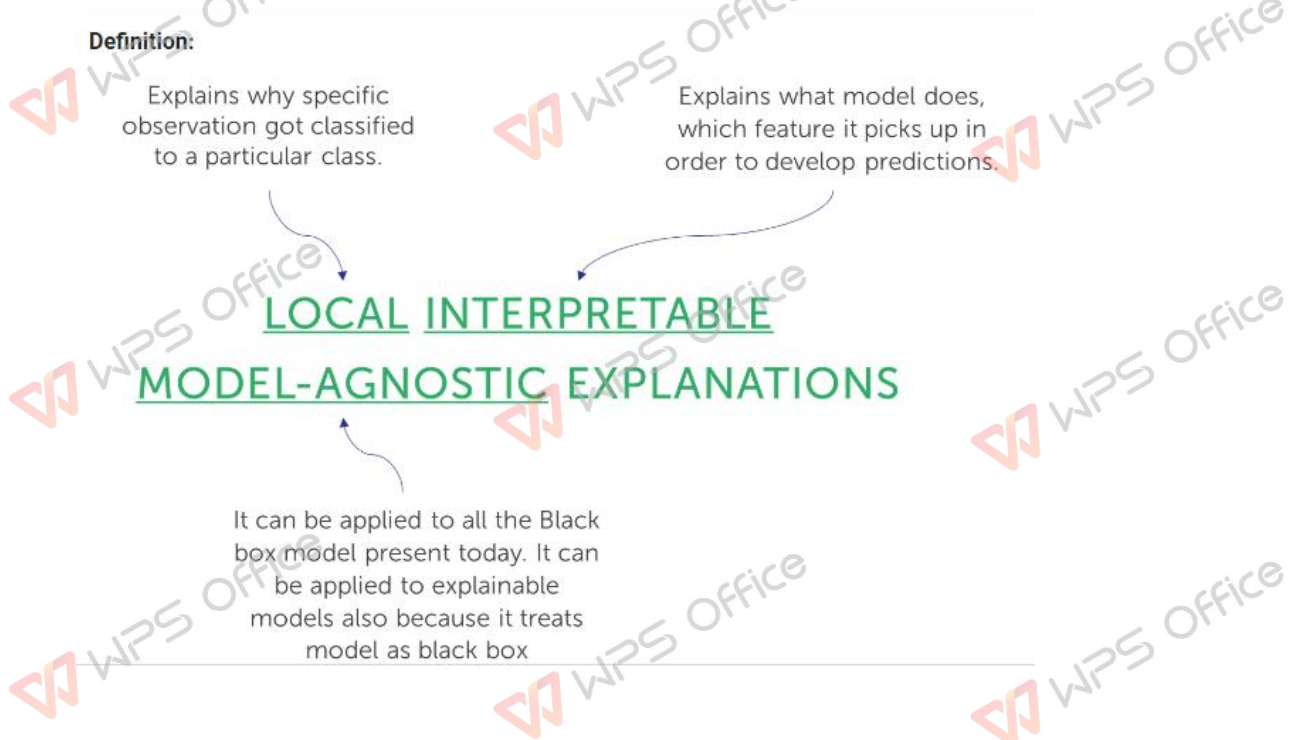 Definition:
Explains why specific
observation got classified
to a particular class.
Explains what model does,
which feature it picks up in
order to develop predictions.
LOCAL INTERPRETABLE
MODEL-AGNOSTIC EXPLANATIONS
It can be applied to all the Black
box model present today. It can
be applied to explainable
models also because it treats
model as black box
WPS Office
WPS Office
WPS Office
WPS Office
WPS Office
WPS Office
WPS Office
WPS Office
WPS Office